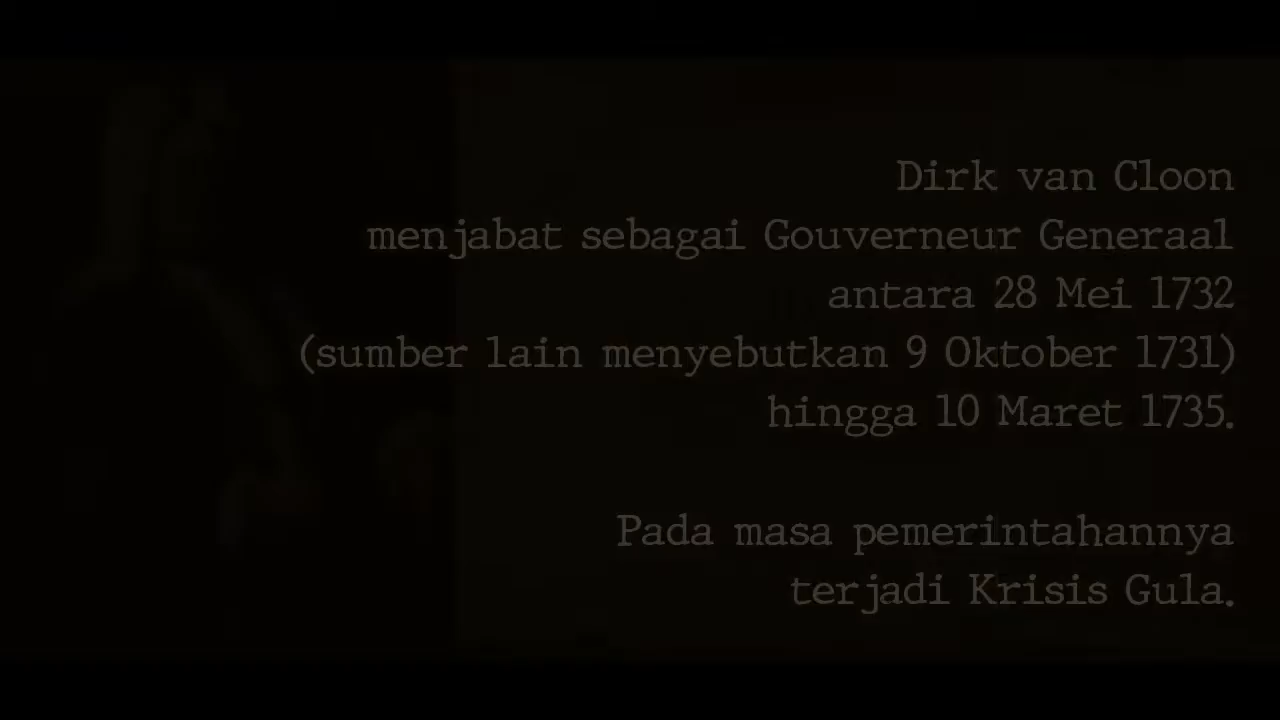 Dirk van Cloon
menjabat sebagai Gouverneur Generaal
antara 28 Mei 1732
(sumber lain menyebutkan 9 Oktober 1731)
hingga 10 Maret 1735.
Pada masa pemerintahannya
terjadi Krisis Gula.